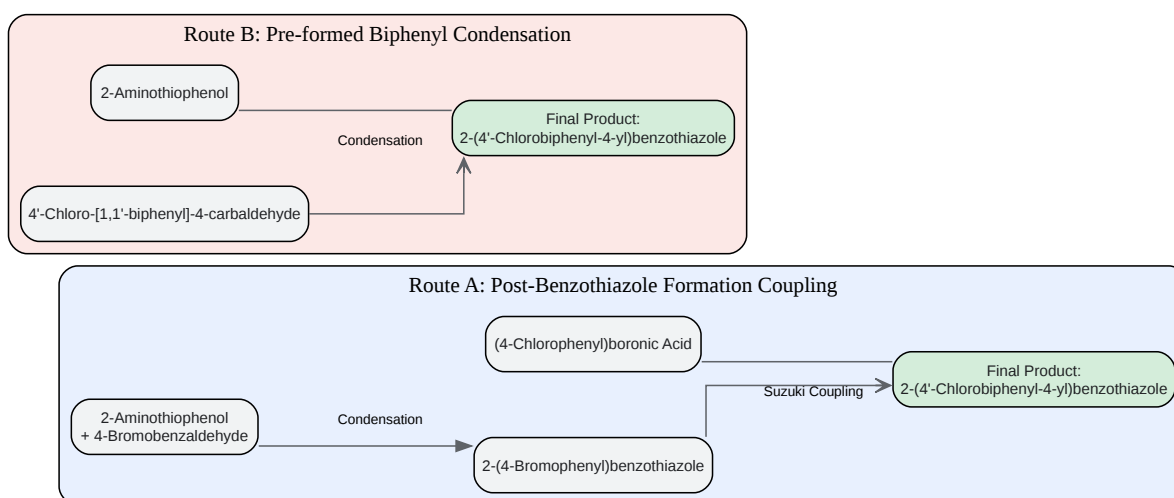 Route B: Pre-formed Biphenyl Condensation
2-Aminothiophenol
Final Product:
2-(4'-Chlorobiphenyl-4-yl)benzothiazole
Condensation
4'-Chloro-[1,1'-biphenyl]-4-carbaldehyde
Route A: Post-Benzothiazole Formation Coupling
(4-Chlorophenyl)boronic Acid
Final Product:
2-(4'-Chlorobiphenyl-4-yl)benzothiazole
Suzuki Coupling
2-Aminothiophenol
+ 4-Bromobenzaldehyde
Condensation
2-(4-Bromophenyl)benzothiazole